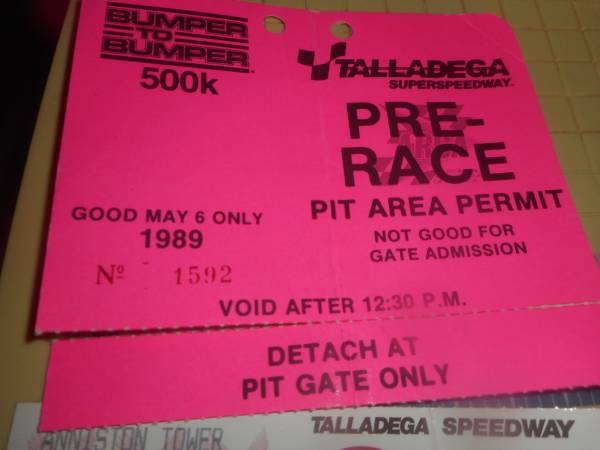 BUMPER
TO
BUMPER
500k
GOOD MAY 6 ONLY
1989
Nº 1592
TALLADEGA
SUPERSPEEDWAY
PRE-
RACE
PIT AREA PERMIT
NOT GOOD FOR
GATE ADMISSION
VOID AFTER 12:30 P.M.
DETACH AT
PIT GATE ONLY
ANNISTON TOWER
TALLADEGA SPEEDWAY